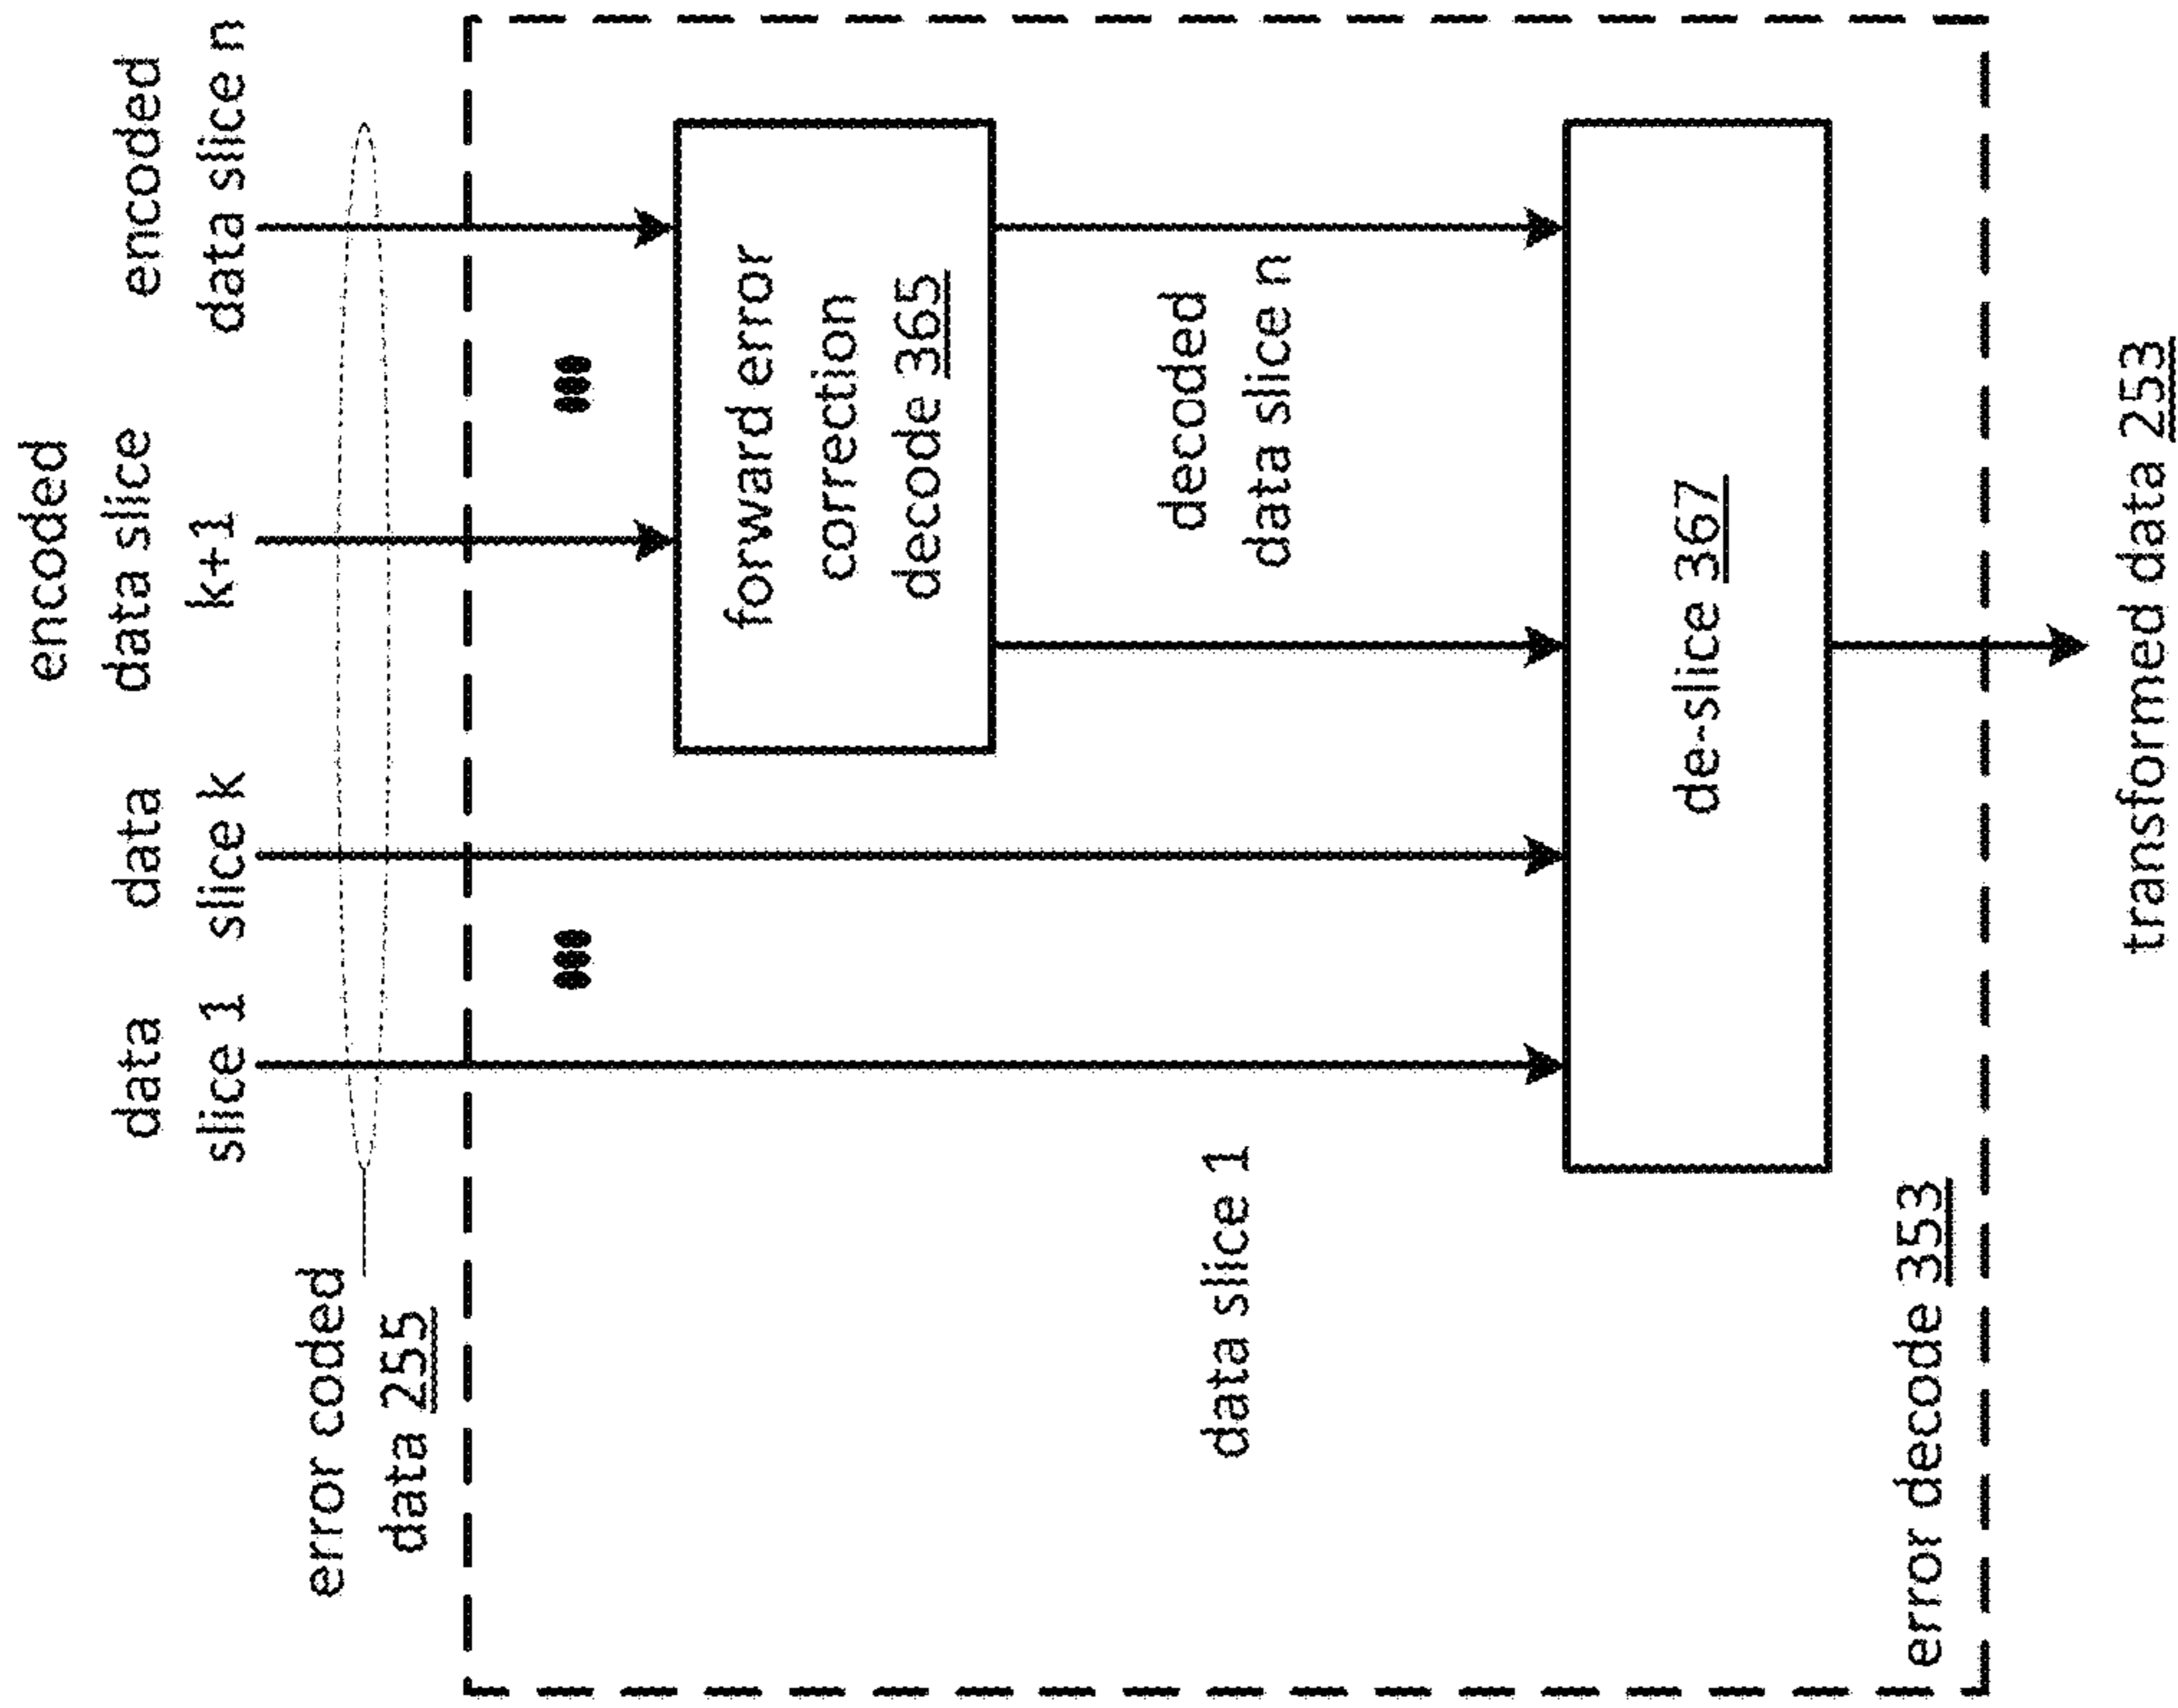 encoded
data slice n
encoded
data slice
k+1
data
slice k
data
slice 1
error coded
data 255
forward error
correction
decode 365
decoded
data slice n
data slice 1
de-slice 367
error decode 353
transformed data 253